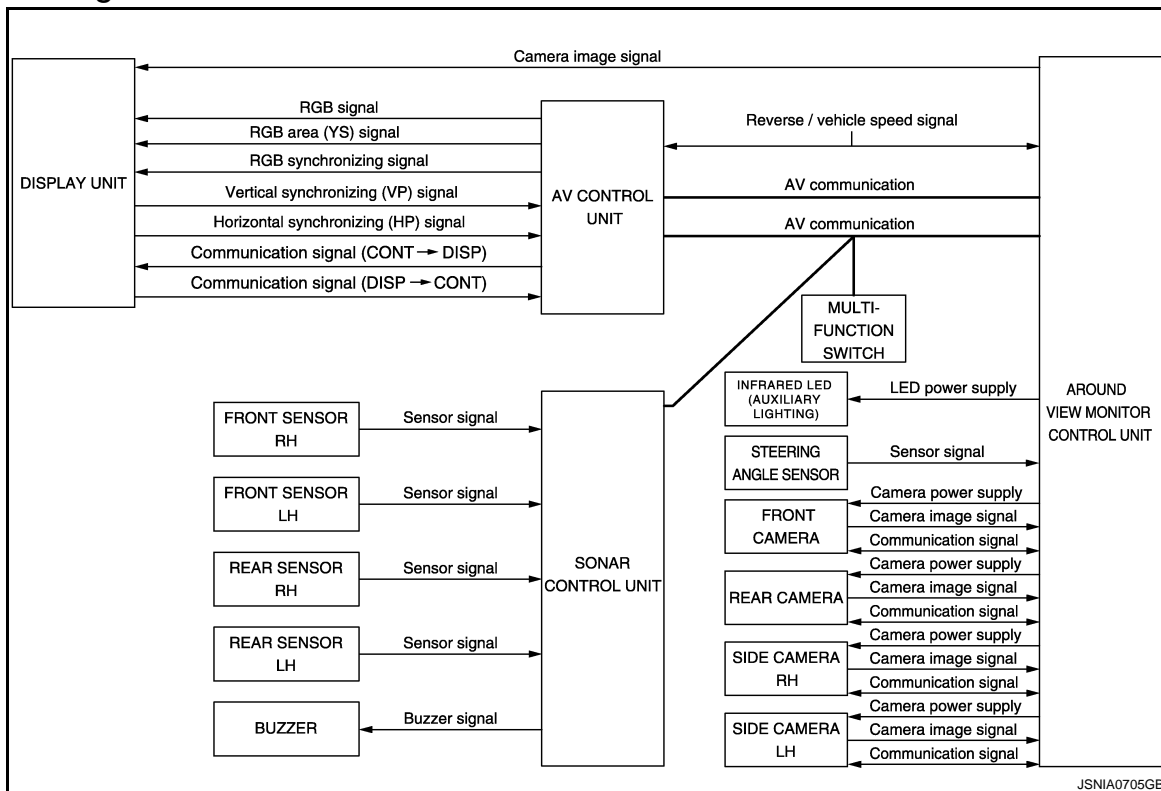 Camera image signal
DISPLAY UNIT
RGB signal
RGB area (YS) signal
RGB synchronizing signal
Vertical synchronizing (VP) signal
Horizontal synchronizing (HP) signal
Communication signal (CONT → DISP)
Communication signal (DISP → CONT)
AV CONTROL
UNIT
Reverse / vehicle speed signal
AV communication
AV communication
MULTI-
FUNCTION
SWITCH
AROUND
VIEW MONITOR
CONTROL UNIT
FRONT SENSOR
RH
Sensor signal
FRONT SENSOR
LH
Sensor signal
REAR SENSOR
RH
Sensor signal
REAR SENSOR
LH
Sensor signal
BUZZER
Buzzer signal
SONAR
CONTROL UNIT
INFRARED LED
(AUXILIARY
LIGHTING)
LED power supply
STEERING
ANGLE SENSOR
Sensor signal
FRONT
CAMERA
Camera power supply
Camera image signal
Communication signal
REAR CAMERA
Camera power supply
Camera image signal
Communication signal
SIDE CAMERA
RH
Camera power supply
Camera image signal
Communication signal
SIDE CAMERA
LH
Camera power supply
Camera image signal
Communication signal
JSNIA0705GB